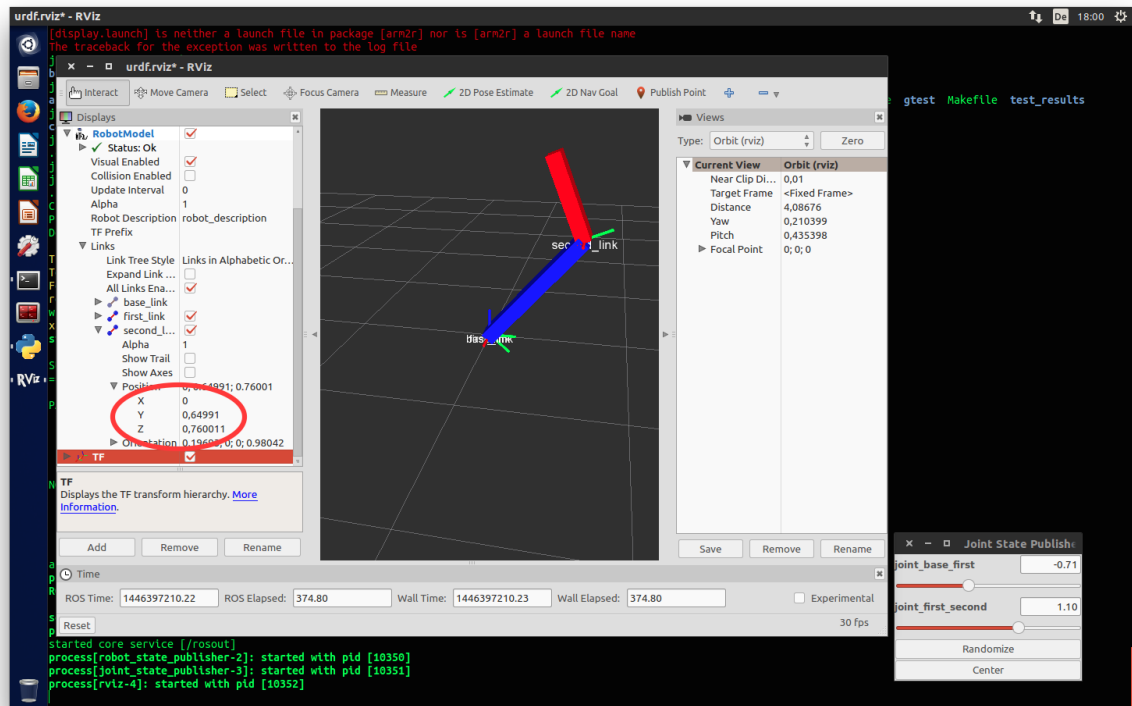 urdf.rviz* - RViz
De 18:00
[display.launch] is neither a launch file in package [arm2r] nor is [arm2r] a launch file name
The traceback for the exception was written to the log file
urdf.rviz* - RViz
Interact Move Camera Select Focus Camera Measure 2D Pose Estimate 2D Nav Goal Publish Point
gtest Makefile test_results
Displays
RobotModel
Status: Ok
Visual Enabled
Collision Enabled
Update Interval 0
Alpha 1
Robot Description robot_description
TF Prefix
Links
Link Tree Style Links in Alphabetic Or...
Expand Link ...
All Links Ena...
base_link
first_link
second_l...
Alpha 1
Show Trail
Show Axes
Position 0; 0.64991; 0.76001
X 0
Y 0,64991
Z 0,760011
Orientation 0; 0; 0.98042
TF
TF
Displays the TF transform hierarchy. More
Information.
Add Remove Rename
second_link
Views
Type: Orbit (rviz) Zero
Current View Orbit (rviz)
Near Clip Di... 0,01
Target Frame <Fixed Frame>
Distance 4,08676
Yaw 0,210399
Pitch 0,435398
Focal Point 0; 0; 0
Save Remove Rename
Time
ROS Time: 1446397210.22 ROS Elapsed: 374.80 Wall Time: 1446397210.23 Wall Elapsed: 374.80 Experimental
Reset 30 fps
started core service [/rosout]
process[robot_state_publisher-2]: started with pid [10350]
process[joint_state_publisher-3]: started with pid [10351]
process[rviz-4]: started with pid [10352]
Joint State Publishe
joint_base_first -0.71
joint_first_second 1.10
Randomize
Center
RViz